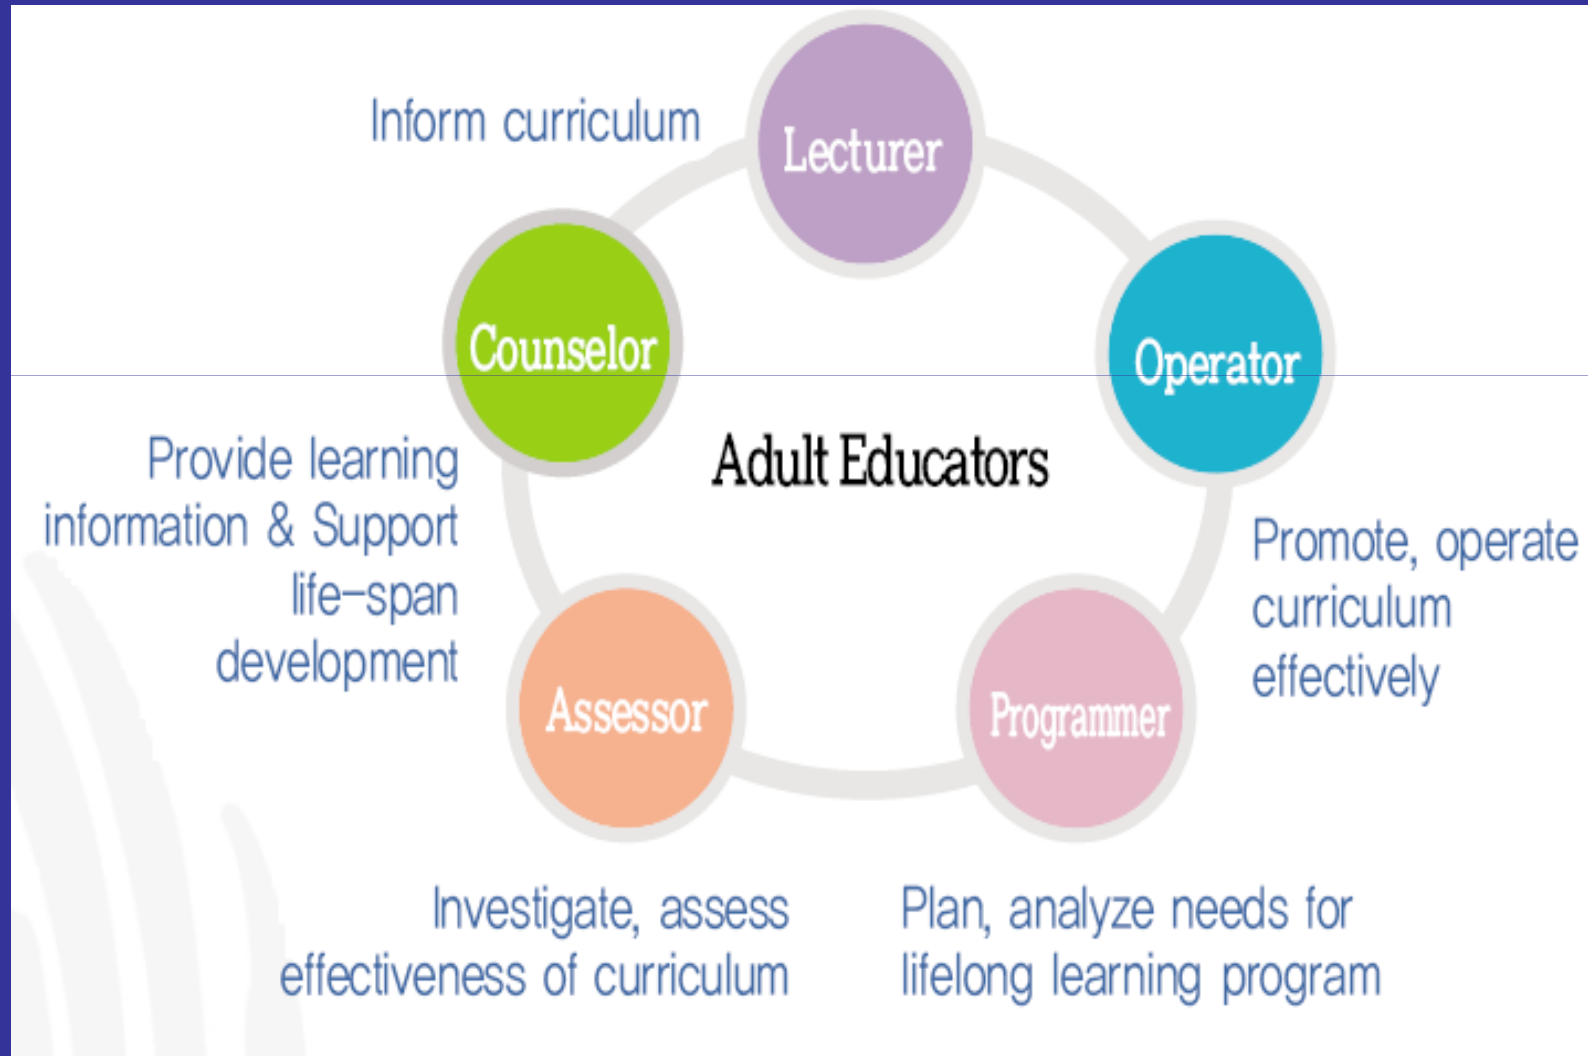 Inform curriculum
Lecturer
Counselor
Operator
Adult Educators
Provide learning
information & Support
life-span
development
Promote, operate
curriculum
effectively
Assessor
Programmer
Investigate, assess
effectiveness of curriculum
Plan, analyze needs for
lifelong learning program